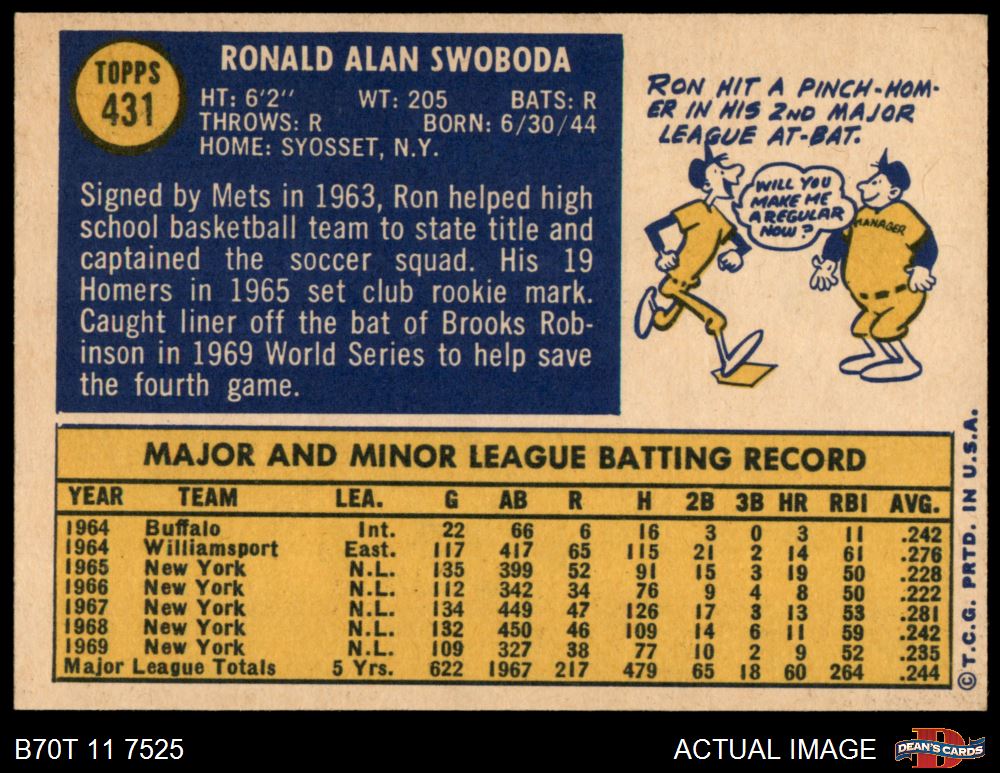 TOPPS
431
RONALD ALAN SWOBODA
HT: 6'2" WT: 205 BATS: R
THROWS: R BORN: 6/30/44
HOME: SYOSSET, N.Y.
Signed by Mets in 1963, Ron helped high
school basketball team to state title and
captained the soccer squad. His 19
Homers in 1965 set club rookie mark.
Caught liner off the bat of Brooks Rob-
inson in 1969 World Series to help save
the fourth game.
RON HIT A PINCH-HOM-
ER IN HIS 2ND MAJOR
LEAGUE AT-BAT.
WILL YOU
MAKE ME
A REGULAR
NOW?
MANAGER
MAJOR AND MINOR LEAGUE BATTING RECORD
YEAR TEAM LEA. G AB R H 2B 3B HR RBI AVG.
1964 Buffalo Int. 22 66 6 16 3 0 3 11 .242
1964 Williamsport East. 117 417 65 115 21 2 14 61 .276
1965 New York N.L. 135 399 52 91 15 3 19 50 .228
1966 New York N.L. 112 342 34 76 9 4 8 50 .222
1967 New York N.L. 134 449 47 126 17 3 13 53 .281
1968 New York N.L. 132 450 46 109 14 6 11 59 .242
1969 New York N.L. 109 327 38 77 10 2 9 52 .235
Major League Totals 5 Yrs. 622 1967 217 479 65 18 60 264 .244
© T.C.G. PRTD. IN U.S.A.
B70T 11 7525
ACTUAL IMAGE
D
DEAN'S CARDS